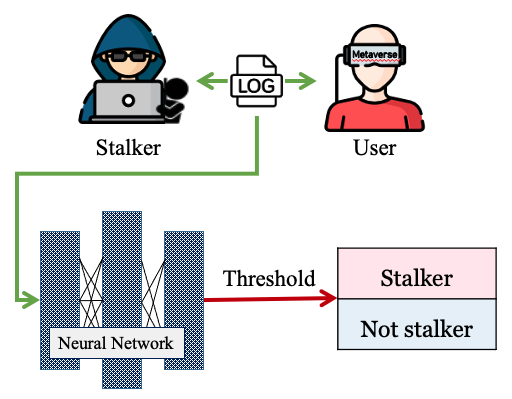 Metaverse
LOG
Stalker
User
Threshold
Stalker
Not stalker
Neural Network